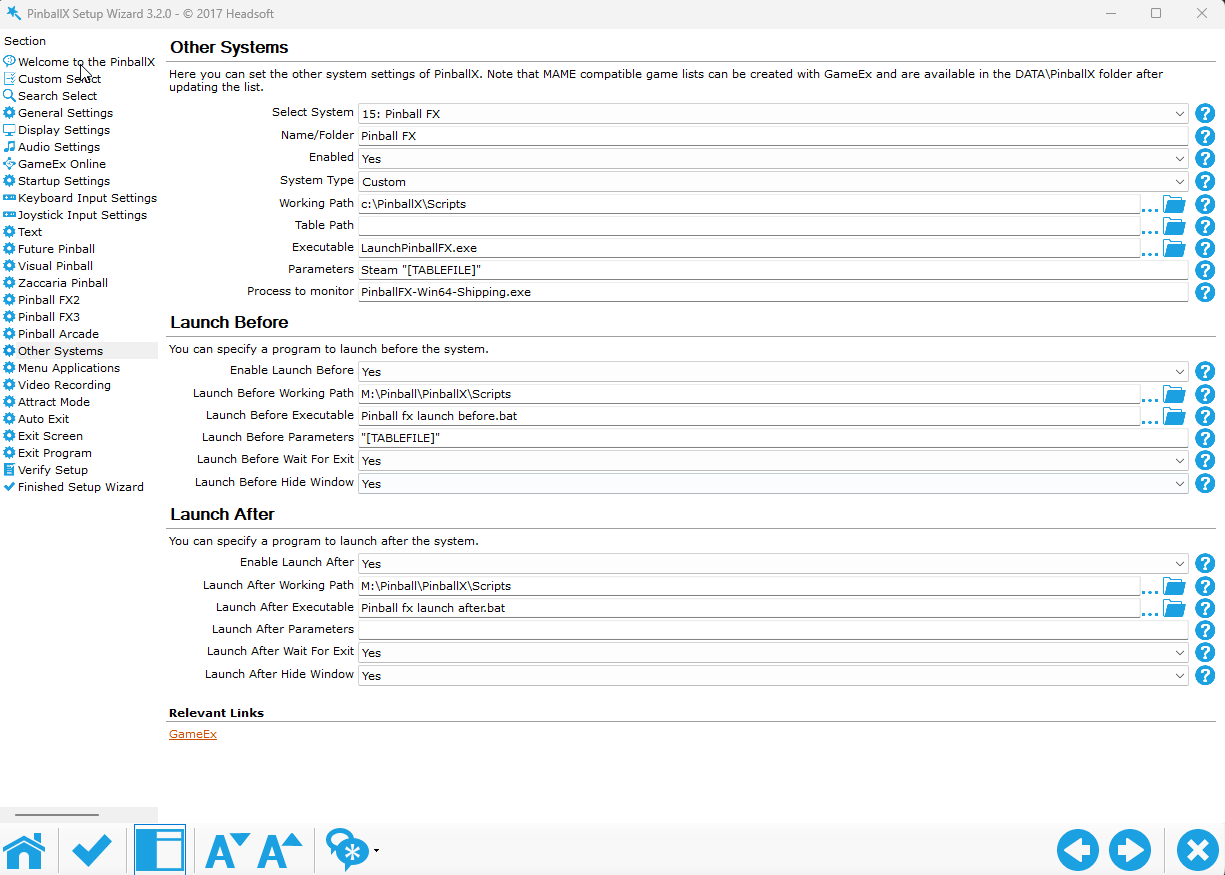 PinballX Setup Wizard 3.2.0 - © 2017 Headsoft
Section
Welcome to the PinballX
Custom Select
Search Select
General Settings
Display Settings
Audio Settings
GameEx Online
Startup Settings
Keyboard Input Settings
Joystick Input Settings
Text
Future Pinball
Visual Pinball
Zaccaria Pinball
Pinball FX2
Pinball FX3
Pinball Arcade
Other Systems
Menu Applications
Video Recording
Attract Mode
Auto Exit
Exit Screen
Exit Program
Verify Setup
Finished Setup Wizard
Other Systems
Here you can set the other system settings of PinballX. Note that MAME compatible game lists can be created with GameEx and are available in the DATA\PinballX folder after
updating the list.
Select System 15: Pinball FX
Name/Folder Pinball FX
Enabled Yes
System Type Custom
Working Path c:\PinballX\Scripts ...
Table Path ...
Executable LaunchPinballFX.exe ...
Parameters Steam "[TABLEFILE]"
Process to monitor PinballFX-Win64-Shipping.exe
Launch Before
You can specify a program to launch before the system.
Enable Launch Before Yes
Launch Before Working Path M:\Pinball\PinballX\Scripts ...
Launch Before Executable Pinball fx launch before.bat ...
Launch Before Parameters "[TABLEFILE]"
Launch Before Wait For Exit Yes
Launch Before Hide Window Yes
Launch After
You can specify a program to launch after the system.
Enable Launch After Yes
Launch After Working Path M:\Pinball\PinballX\Scripts ...
Launch After Executable Pinball fx launch after.bat ...
Launch After Parameters
Launch After Wait For Exit Yes
Launch After Hide Window Yes
Relevant Links
GameEx